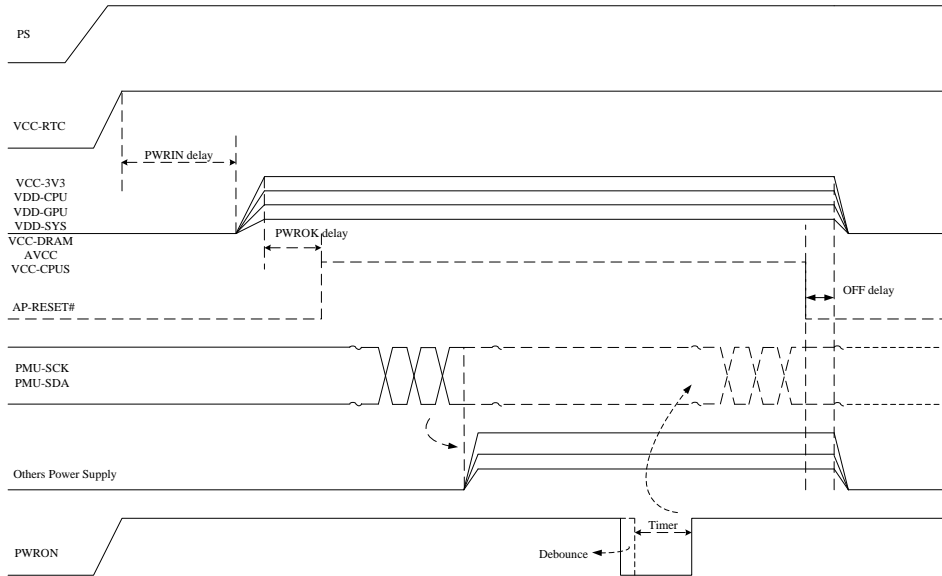 PS
VCC-RTC
PWRIN delay
VCC-3V3
VDD-CPU
VDD-GPU
VDD-SYS
VCC-DRAM
AVCC
VCC-CPUS
PWROK delay
OFF delay
AP-RESET#
PMU-SCK
PMU-SDA
Others Power Supply
PWRON
Timer
Debounce